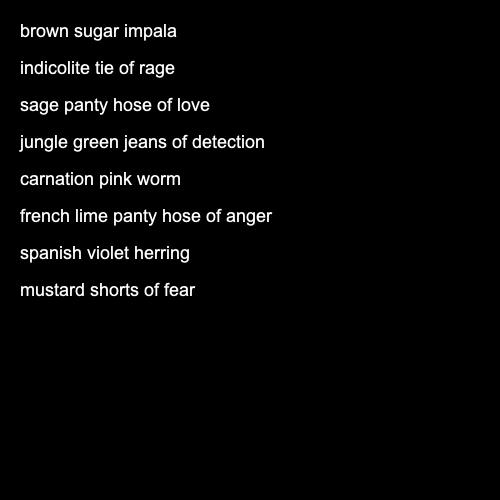 brown sugar impala
indicolite tie of rage
sage panty hose of love
jungle green jeans of detection
carnation pink worm
french lime panty hose of anger
spanish violet herring
mustard shorts of fear